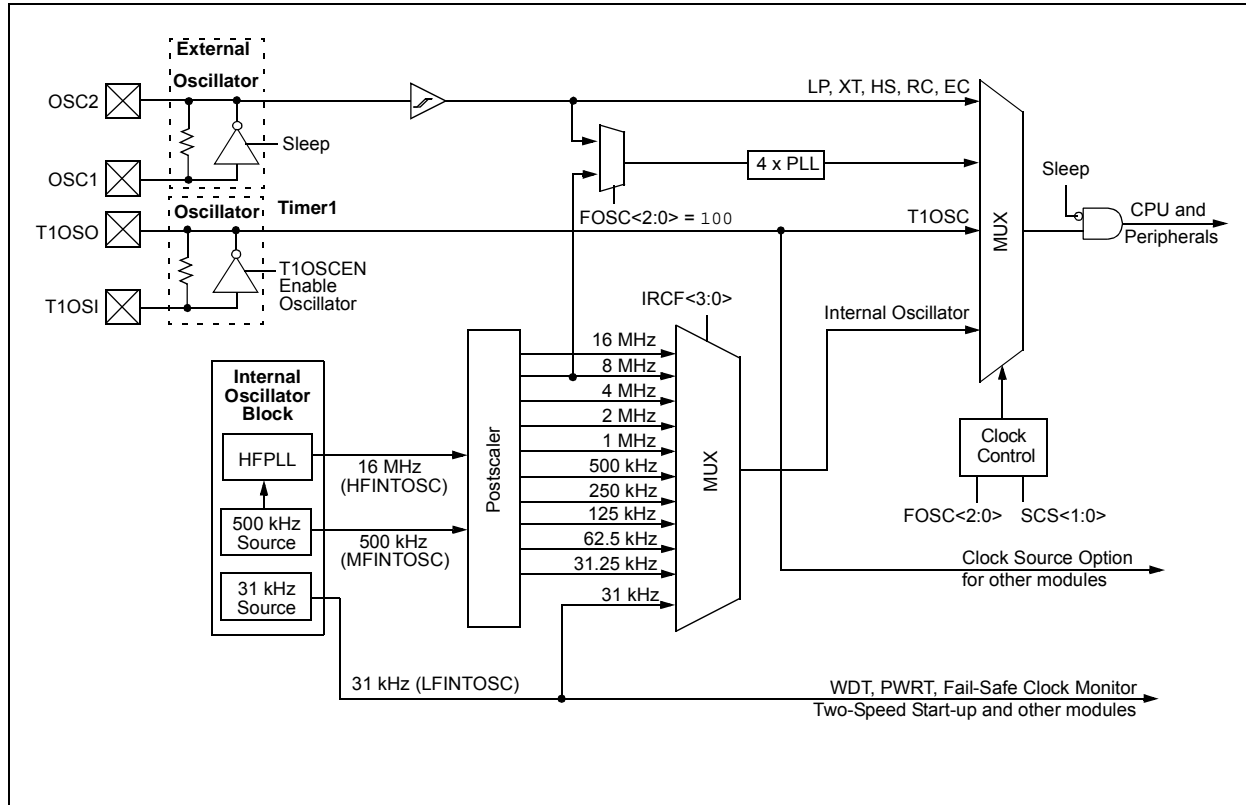 External
Oscillator
OSC2
Sleep
OSC1
LP, XT, HS, RC, EC
4 x PLL
FOSC<2:0> = 100
Sleep
CPU and
Peripherals
MUX
Oscillator
Timer1
T1OSO
T1OSC
T1OSCEN
Enable
Oscillator
T1OSI
IRCF<3:0>
Internal Oscillator
Internal
Oscillator
Block
HFPLL
500 kHz
Source
31 kHz
Source
16 MHz
(HFINTOSC)
500 kHz
(MFINTOSC)
31 kHz (LFINTOSC)
Postscaler
16 MHz
8 MHz
4 MHz
2 MHz
1 MHz
500 kHz
250 kHz
125 kHz
62.5 kHz
31.25 kHz
31 kHz
MUX
Clock
Control
FOSC<2:0>
SCS<1:0>
Clock Source Option
for other modules
WDT, PWRT, Fail-Safe Clock Monitor
Two-Speed Start-up and other modules